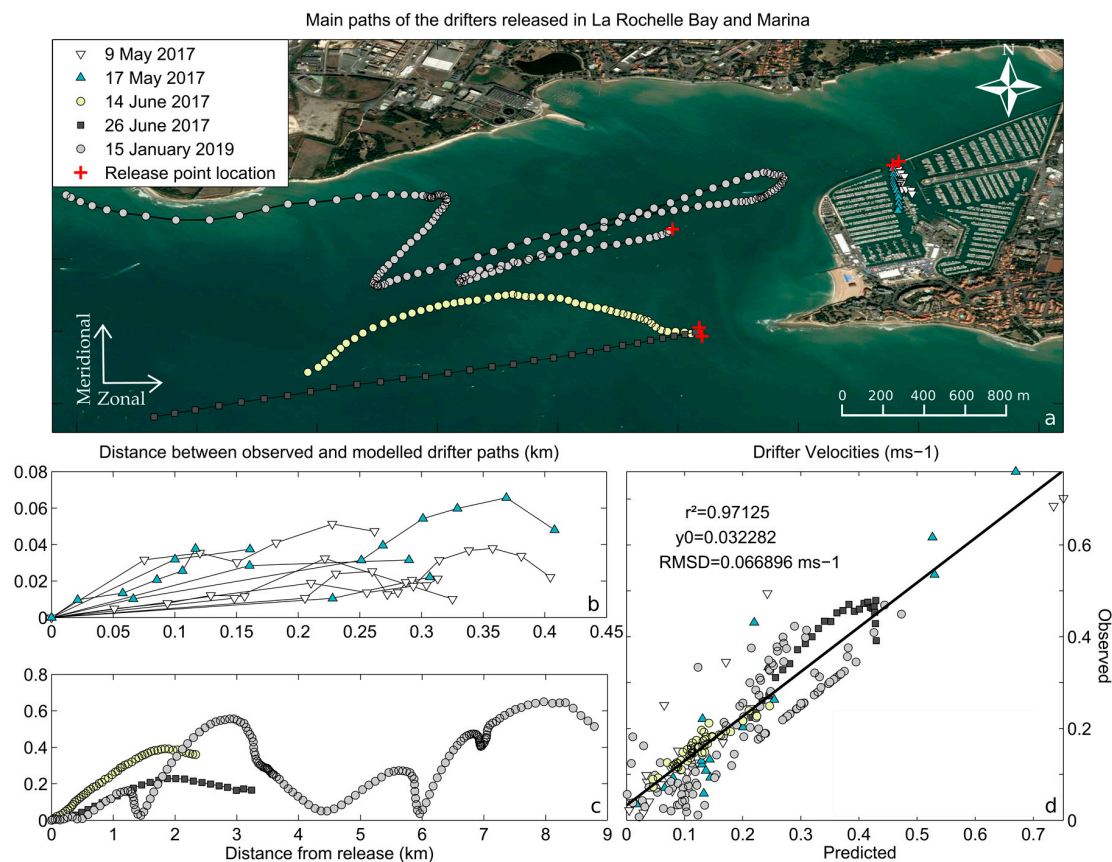 Main paths of the drifters released in La Rochelle Bay and Marina
9 May 2017
17 May 2017
14 June 2017
26 June 2017
15 January 2019
Release point location
N
Meridional
Zonal
0 200 400 600 800 m
a
Distance between observed and modelled drifter paths (km)
0.08
0.06
0.04
0.02
0
0 0.05 0.1 0.15 0.2 0.25 0.3 0.35 0.4 0.45
b
0.8
0.6
0.4
0.2
0
0 1 2 3 4 5 6 7 8 9
c
Distance from release (km)
Drifter Velocities (ms−1)
r²=0.97125
y0=0.032282
RMSD=0.066896 ms−1
0.6
0.4
0.2
0
Observed
0 0.1 0.2 0.3 0.4 0.5 0.6 0.7
d
Predicted